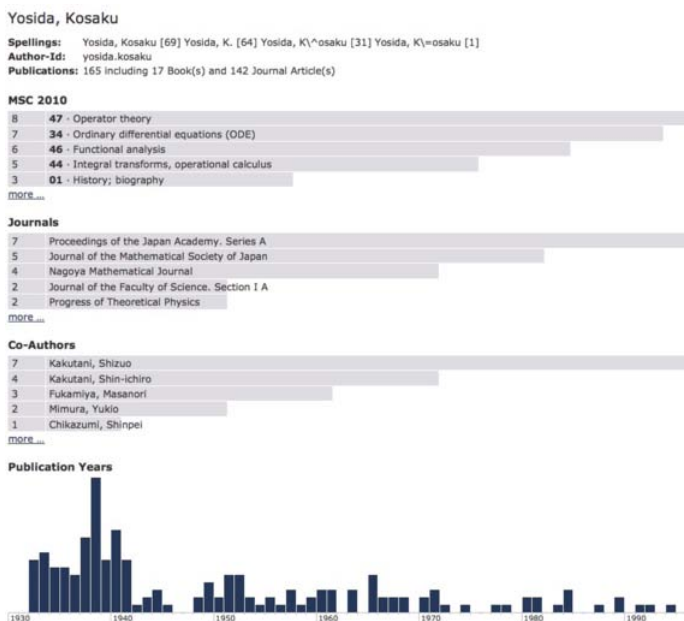 Yosida, Kosaku
Spellings: Yosida, Kosaku [69] Yosida, K. [64] Yosida, K\^osaku [31] Yosida, K\=osaku [1]
Author-Id: yosida.kosaku
Publications: 165 including 17 Book(s) and 142 Journal Article(s)
MSC 2010
8 47 - Operator theory
7 34 - Ordinary differential equations (ODE)
6 46 - Functional analysis
5 44 - Integral transforms, operational calculus
3 01 - History; biography
more ...
Journals
7 Proceedings of the Japan Academy. Series A
5 Journal of the Mathematical Society of Japan
4 Nagoya Mathematical Journal
2 Journal of the Faculty of Science. Section I A
2 Progress of Theoretical Physics
more ...
Co-Authors
7 Kakutani, Shizuo
4 Kakutani, Shin-ichiro
3 Fukamiya, Masanori
2 Mimura, Yukio
1 Chikazumi, Shinpei
more ...
Publication Years
1930 1940 1950 1960 1970 1980 1990